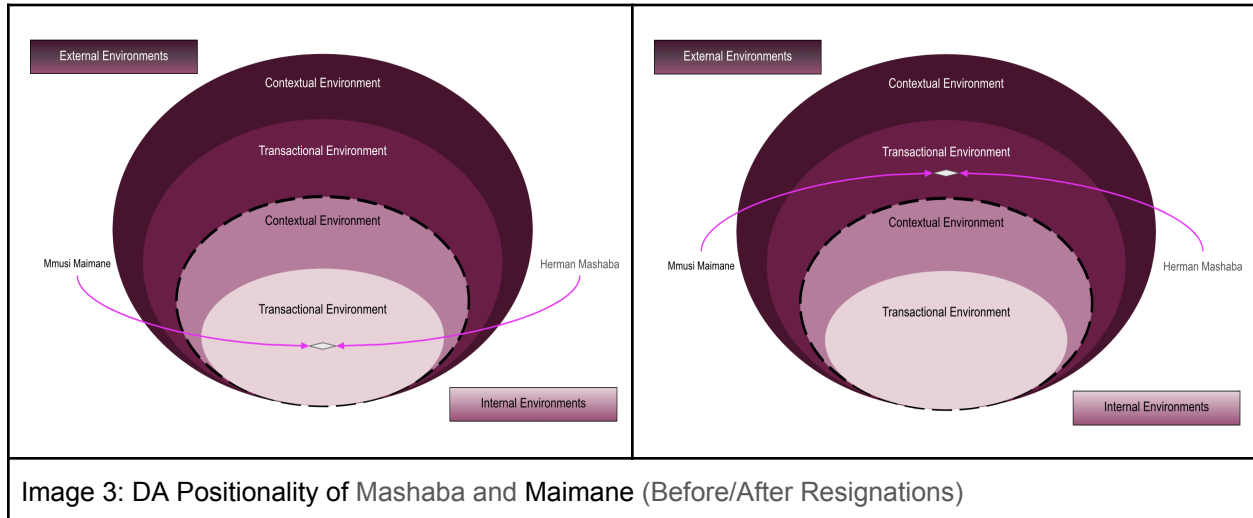 External Environments
Contextual Environment
Transactional Environment
Contextual Environment
Mmusi Maimane
Herman Mashaba
Transactional Environment
Internal Environments
External Environments
Contextual Environment
Transactional Environment
Contextual Environment
Mmusi Maimane
Herman Mashaba
Transactional Environment
Internal Environments
Image 3: DA Positionality of Mashaba and Maimane (Before/After Resignations)